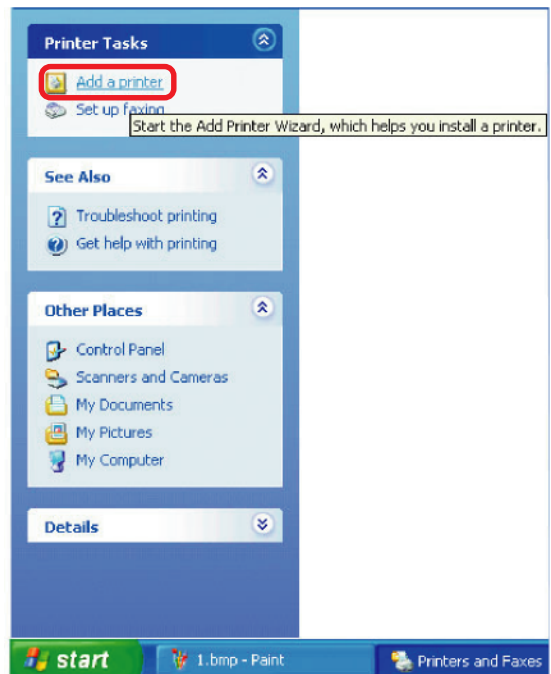 Printer Tasks
Add a printer
Set up faxing
Start the Add Printer Wizard, which helps you install a printer.
See Also
Troubleshoot printing
Get help with printing
Other Places
Control Panel
Scanners and Cameras
My Documents
My Pictures
My Computer
Details
start
1.bmp - Paint
Printers and Faxes